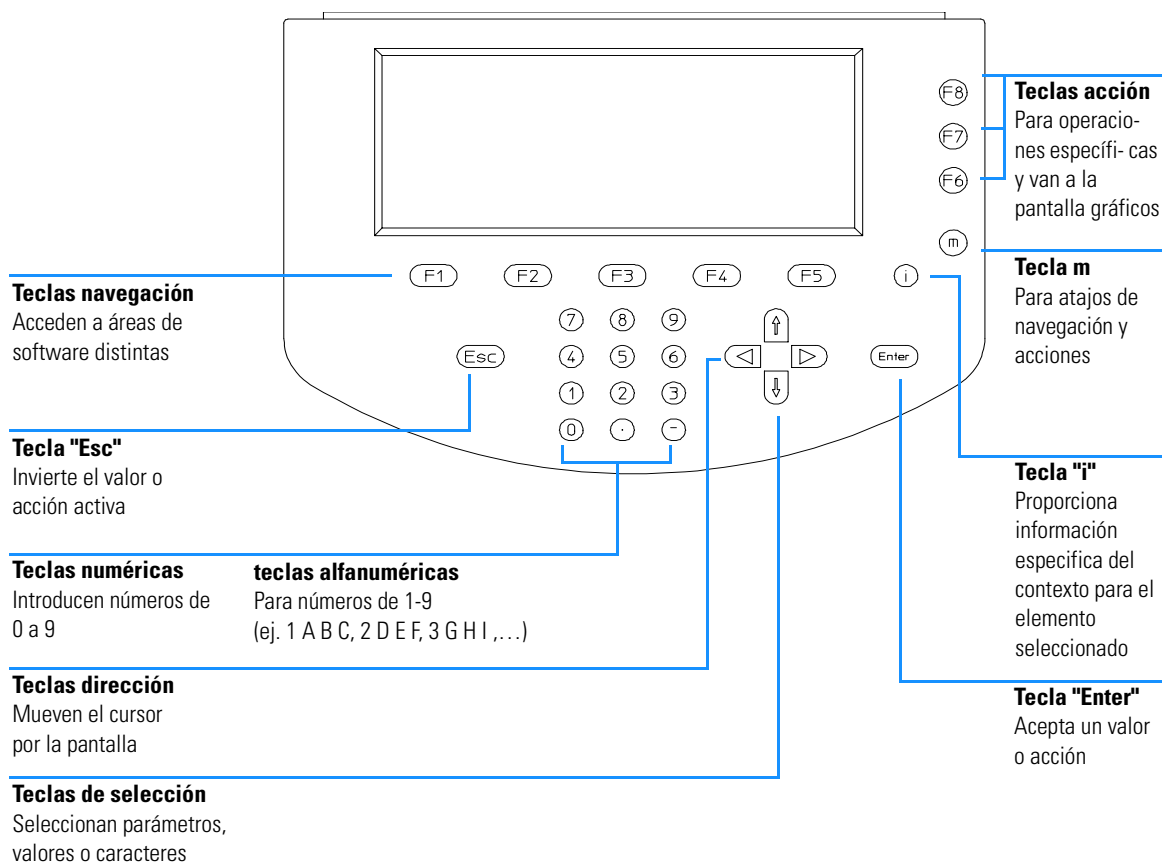 F8
F7
F6
m
F1 F2 F3 F4 F5 i
7 8 9
Esc 4 5 6 Enter
1 2 3
0 . -
Teclas acción
Para operacio-
nes específi- cas
y van a la
pantalla gráficos
Tecla m
Para atajos de
navegación y
acciones
Teclas navegación
Acceden a áreas de
software distintas
Tecla "Esc"
Invierte el valor o
acción activa
Tecla "i"
Proporciona
información
especifica del
contexto para el
elemento
seleccionado
Teclas numéricas
Introducen números de
0 a 9
teclas alfanuméricas
Para números de 1-9
(ej. 1 A B C, 2 D E F, 3 G H I ,…)
Teclas dirección
Mueven el cursor
por la pantalla
Tecla "Enter"
Acepta un valor
o acción
Teclas de selección
Seleccionan parámetros,
valores o caracteres